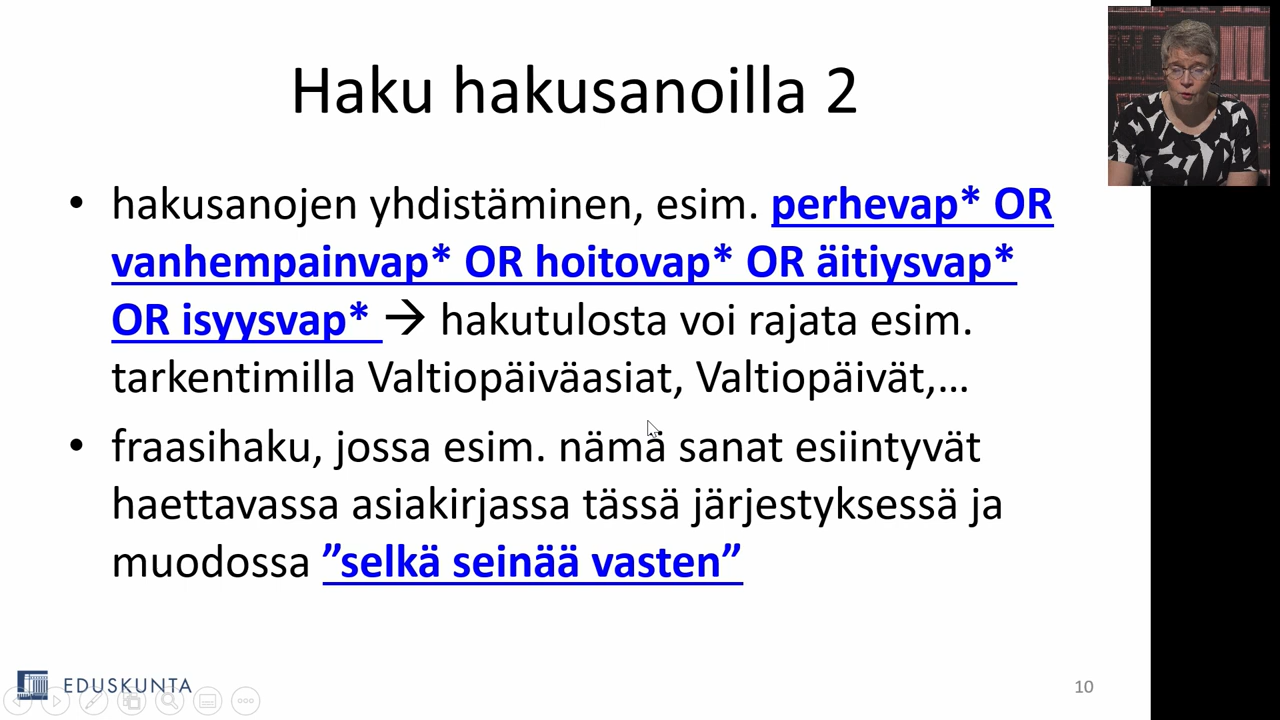 Haku hakusanoilla 2
• hakusanojen yhdistäminen, esim. perhevap* OR
vanhempainvap* OR hoitovap* OR äitiysvap*
OR isyysvap* → hakutulosta voi rajata esim.
tarkentimilla Valtiopäiväasiat, Valtiopäivät,...
• fraasihaku, jossa esim. nämä sanat esiintyvät
haettavassa asiakirjassa tässä järjestyksessä ja
muodossa ”selkä seinää vasten”
EDUSKUNTA
10